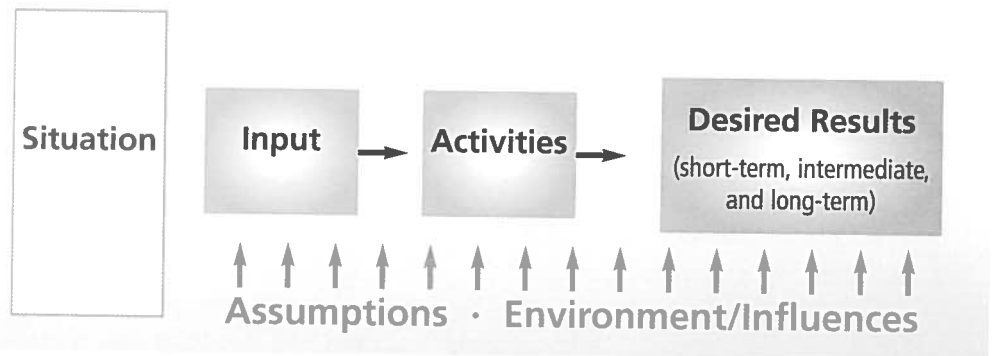 Situation
Input
Activities
Desired Results
(short-term, intermediate,
and long-term)
Assumptions · Environment/Influences